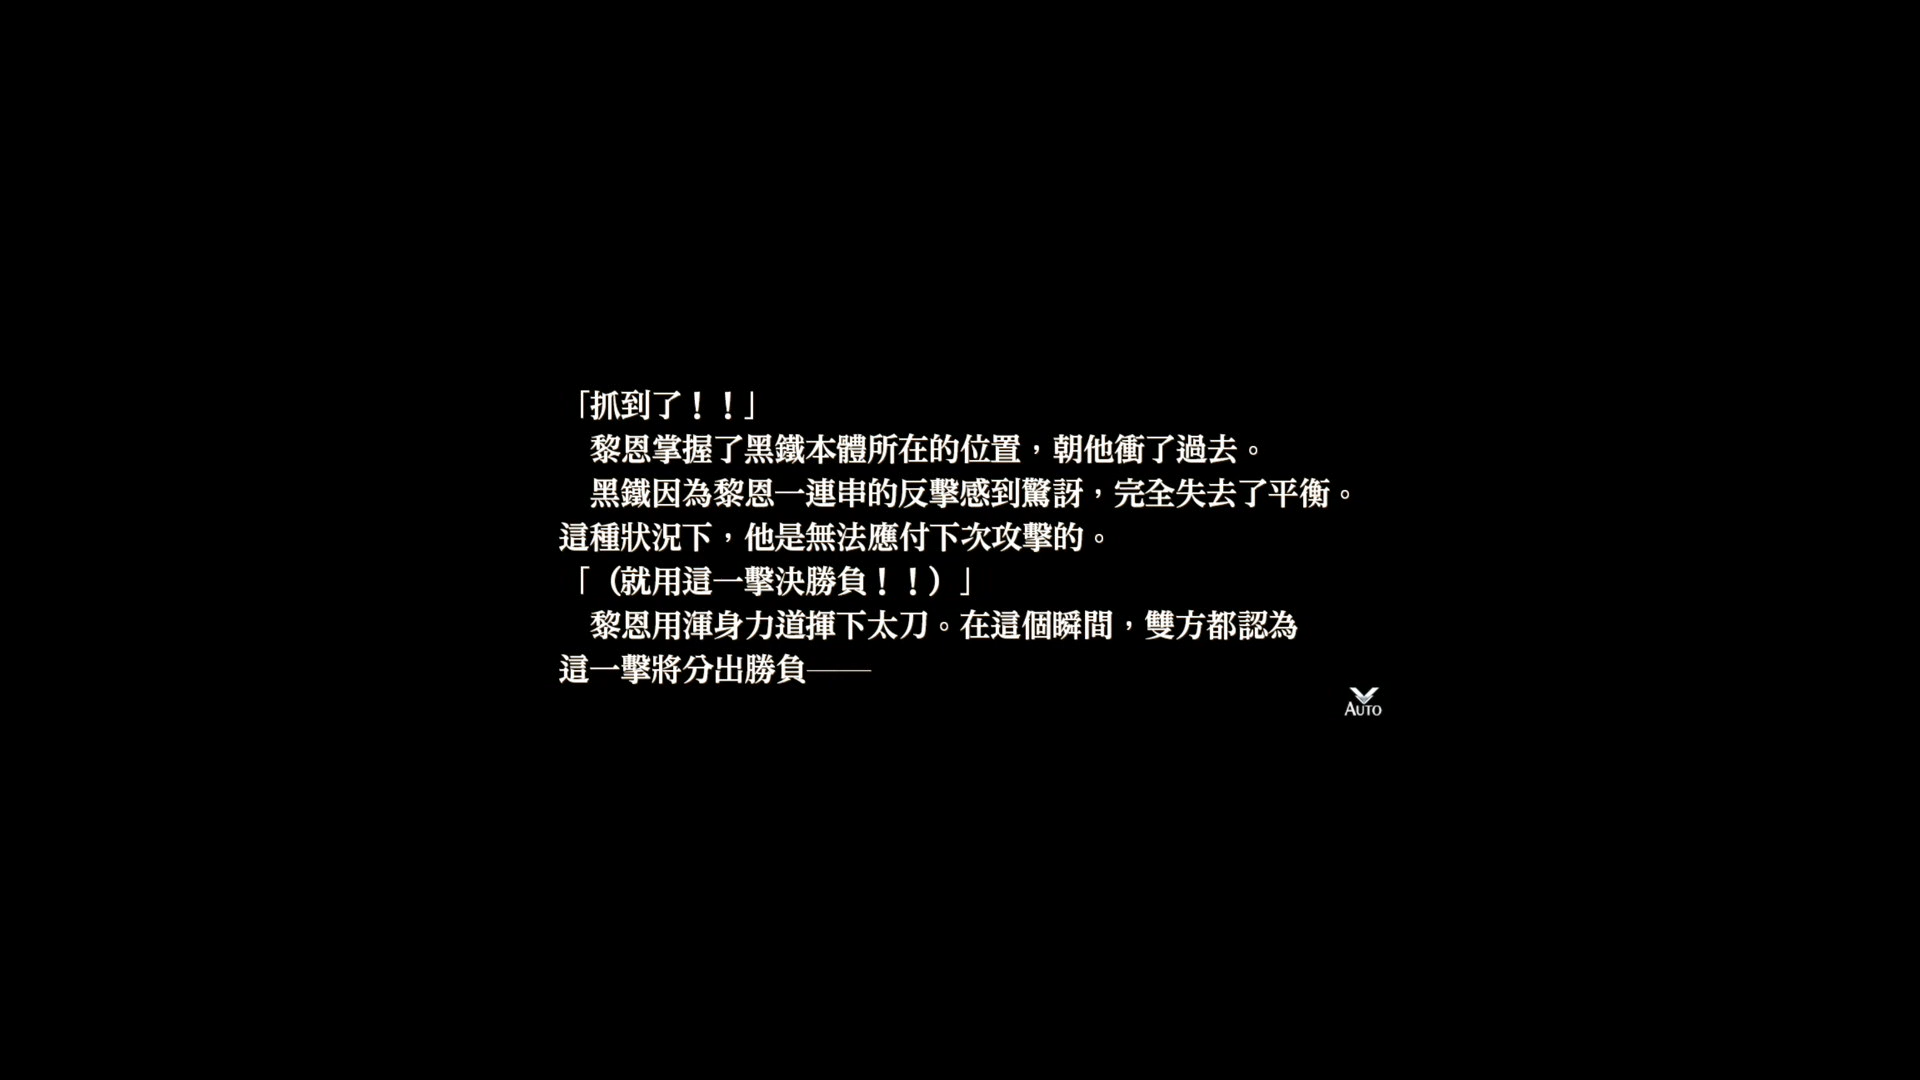 「抓到了！！」
黎恩掌握了黑鐵本體所在的位置，朝他衝了過去。
黑鐵因為黎恩一連串的反擊感到驚訝，完全失去了平衡。
這種狀況下，他是無法應付下次攻擊的。
「（就用這一擊決勝負！！）」
黎恩用渾身力道揮下太刀。在這個瞬間，雙方都認為
這一擊將分出勝負——
AUTO